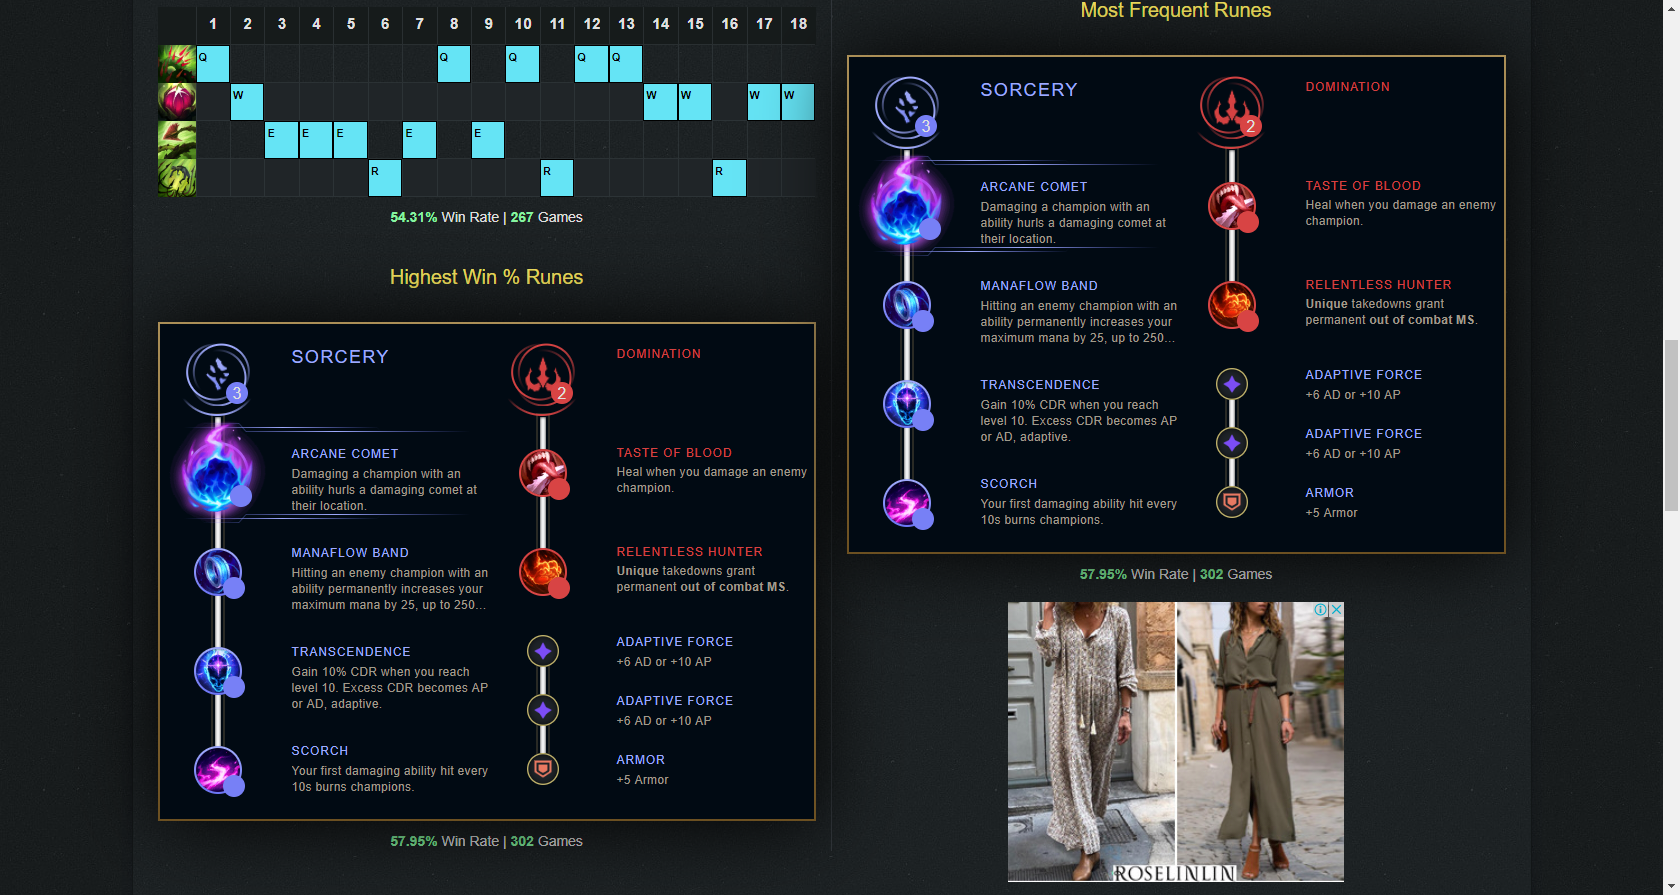 1 2 3 4 5 6 7 8 9 10 11 12 13 14 15 16 17 18
Q Q Q Q Q
W W W W W
E E E E E
R R R
54.31% Win Rate | 267 Games
Highest Win % Runes
3
SORCERY
ARCANE COMET
Damaging a champion with an
ability hurls a damaging comet at
their location.
MANAFLOW BAND
Hitting an enemy champion with an
ability permanently increases your
maximum mana by 25, up to 250...
TRANSCENDENCE
Gain 10% CDR when you reach
level 10. Excess CDR becomes AP
or AD, adaptive.
SCORCH
Your first damaging ability hit every
10s burns champions.
2
DOMINATION
TASTE OF BLOOD
Heal when you damage an enemy
champion.
RELENTLESS HUNTER
Unique takedowns grant
permanent out of combat MS.
ADAPTIVE FORCE
+6 AD or +10 AP
ADAPTIVE FORCE
+6 AD or +10 AP
ARMOR
+5 Armor
57.95% Win Rate | 302 Games
Most Frequent Runes
3
SORCERY
ARCANE COMET
Damaging a champion with an
ability hurls a damaging comet at
their location.
MANAFLOW BAND
Hitting an enemy champion with an
ability permanently increases your
maximum mana by 25, up to 250...
TRANSCENDENCE
Gain 10% CDR when you reach
level 10. Excess CDR becomes AP
or AD, adaptive.
SCORCH
Your first damaging ability hit every
10s burns champions.
2
DOMINATION
TASTE OF BLOOD
Heal when you damage an enemy
champion.
RELENTLESS HUNTER
Unique takedowns grant
permanent out of combat MS.
ADAPTIVE FORCE
+6 AD or +10 AP
ADAPTIVE FORCE
+6 AD or +10 AP
ARMOR
+5 Armor
57.95% Win Rate | 302 Games
ROSELINLIN